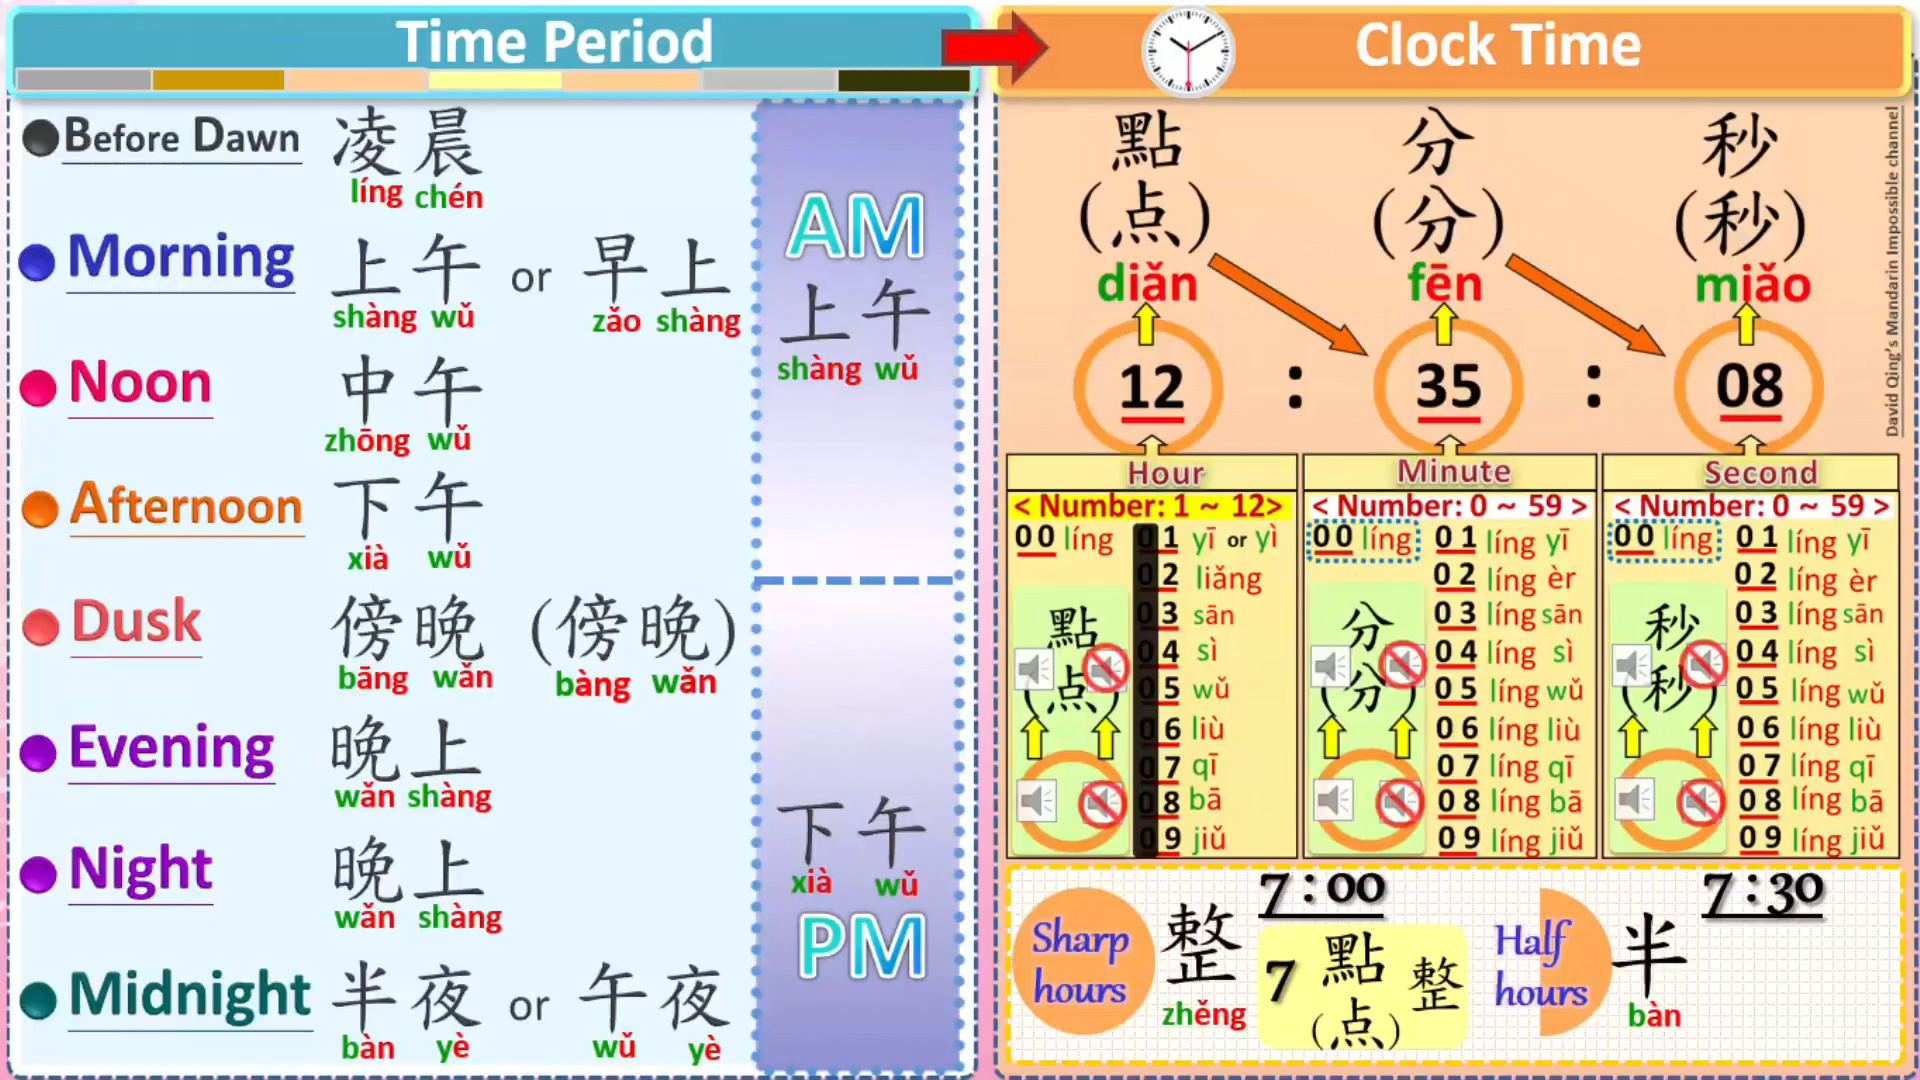 Time Period
Before Dawn 凌晨
líng chén
Morning 上午 or 早上
shàng wǔ zǎo shàng
Noon 中午
zhōng wǔ
Afternoon 下午
xià wǔ
Dusk 傍晚 (傍晚)
bāng wǎn bàng wǎn
Evening 晚上
wǎn shàng
Night 晚上
wǎn shàng
Midnight 半夜 or 午夜
bàn yè wǔ yè
AM
上午
shàng wǔ
下午
xià wǔ
PM
Clock Time
點 分 秒
(点) (分) (秒)
diǎn fēn miǎo
12 : 35 : 08
David Qing's Mandarin Impossible channel
Hour
< Number: 1 ~ 12>
00 líng
01 yī or yì
02 liǎng
03 sān
04 sì
05 wǔ
06 liù
07 qī
08 bā
09 jiǔ
點
(点)
Minute
< Number: 0 ~ 59 >
00 líng
01 líng yī
02 líng èr
03 líng sān
04 líng sì
05 líng wǔ
06 líng liù
07 líng qī
08 líng bā
09 líng jiǔ
分
(分)
Second
< Number: 0 ~ 59 >
00 líng
01 líng yī
02 líng èr
03 líng sān
04 líng sì
05 líng wǔ
06 líng liù
07 líng qī
08 líng bā
09 líng jiǔ
秒
(秒)
Sharp
hours
整
zhěng
7:00
7 點 整
(点)
Half
hours
半
bàn
7:30